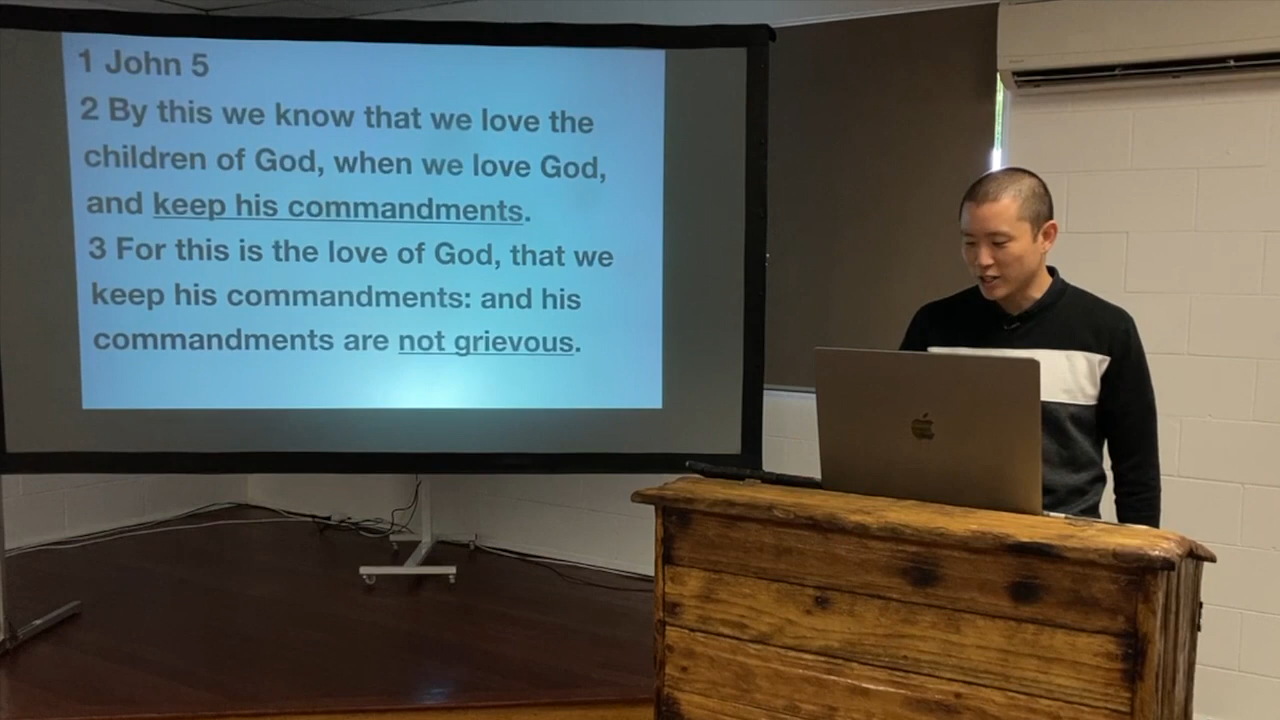 1 John 5
2 By this we know that we love the
children of God, when we love God,
and keep his commandments.
3 For this is the love of God, that we
keep his commandments: and his
commandments are not grievous.